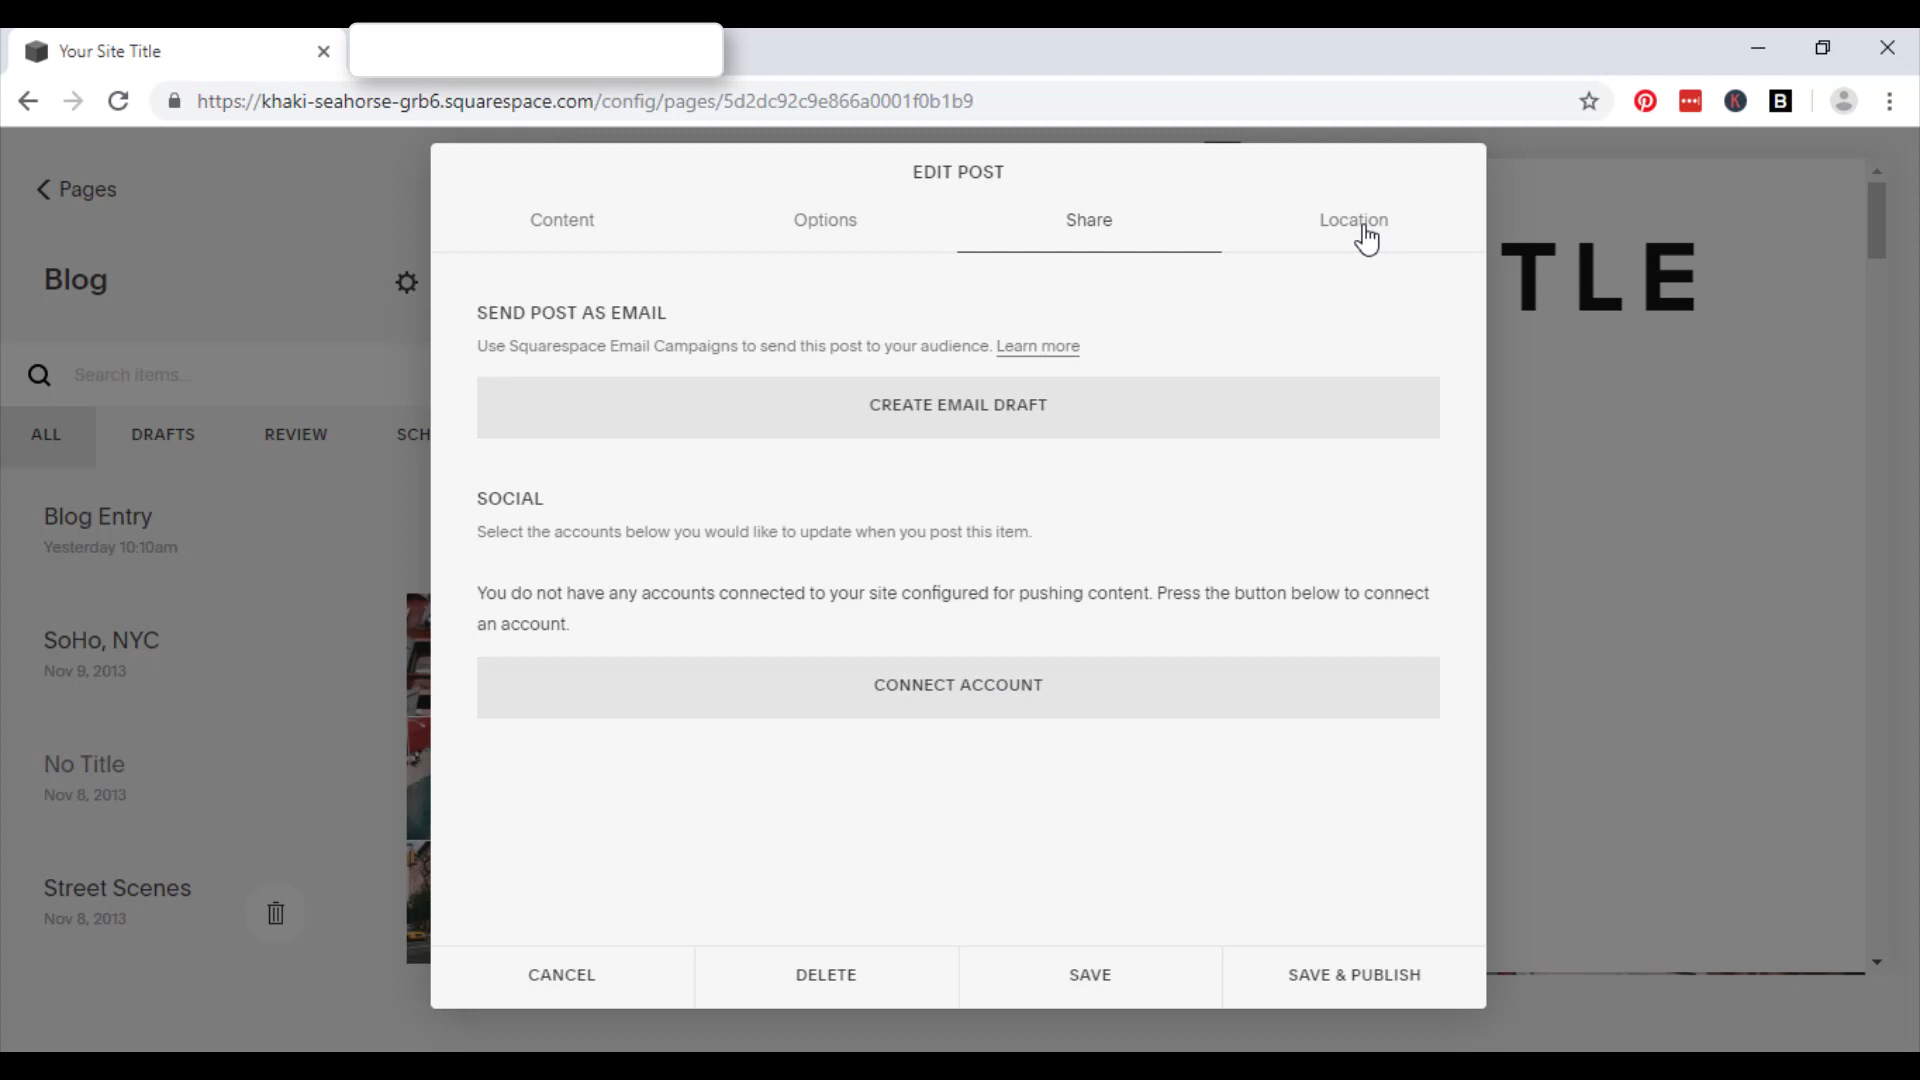 Your Site Title
https://khaki-seahorse-grb6.squarespace.com/config/pages/5d2dc92c9e866a0001f0b1b9
K
B
Pages
Blog
Search items...
ALL DRAFTS REVIEW SCH
Blog Entry
Yesterday 10:10am
SoHo, NYC
Nov 9, 2013
No Title
Nov 8, 2013
Street Scenes
Nov 8, 2013
TLE
EDIT POST
Content Options Share Location
SEND POST AS EMAIL
Use Squarespace Email Campaigns to send this post to your audience. Learn more
CREATE EMAIL DRAFT
SOCIAL
Select the accounts below you would like to update when you post this item.
You do not have any accounts connected to your site configured for pushing content. Press the button below to connect
an account.
CONNECT ACCOUNT
CANCEL DELETE SAVE SAVE & PUBLISH